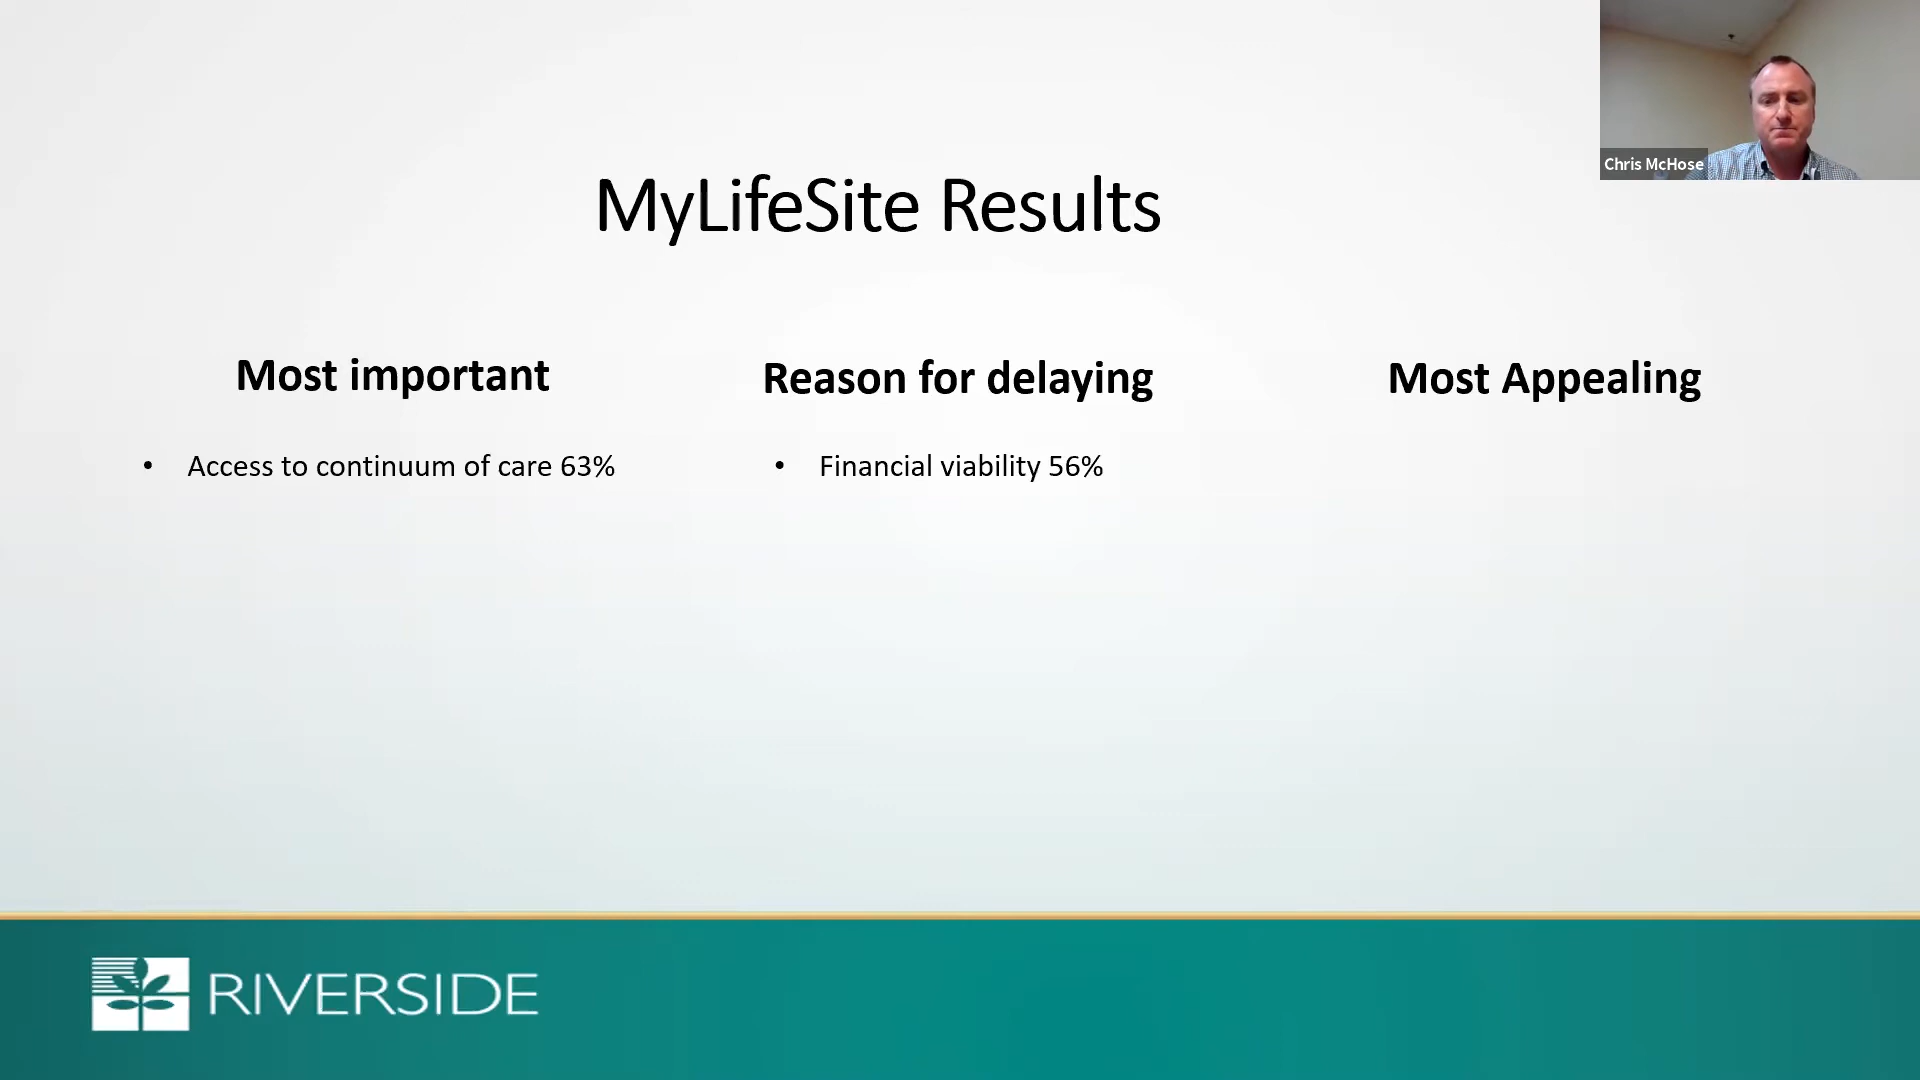 Chris McHose
MyLifeSite Results
Most important
Reason for delaying
Most Appealing
• Access to continuum of care 63%
• Financial viability 56%
RIVERSIDE